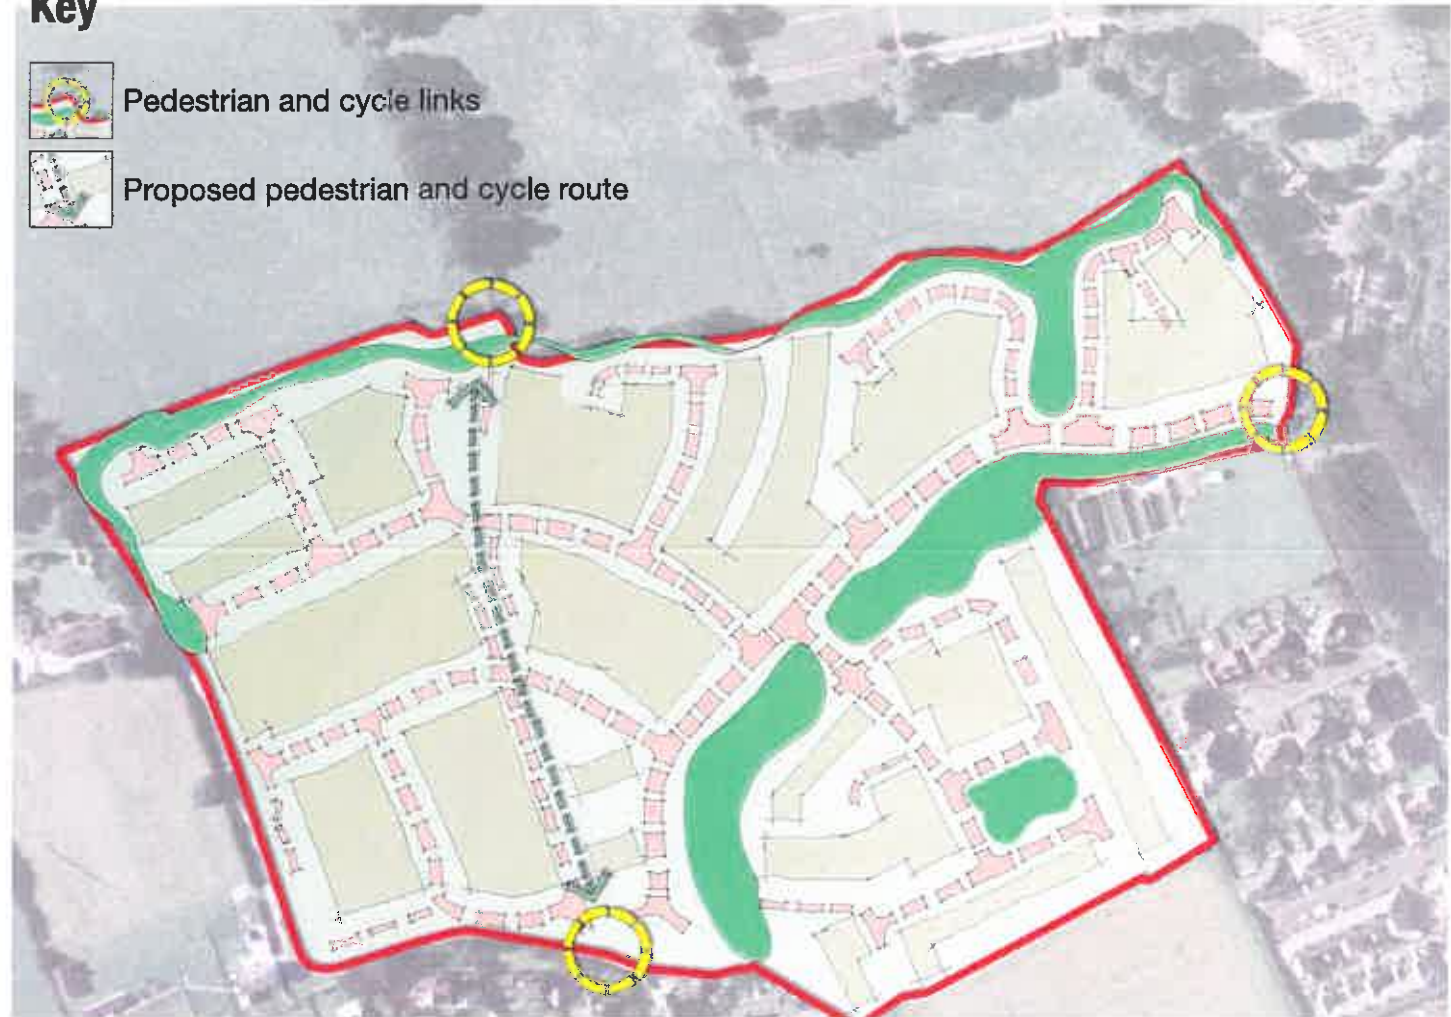 Key
Pedestrian and cycle links
Proposed pedestrian and cycle route